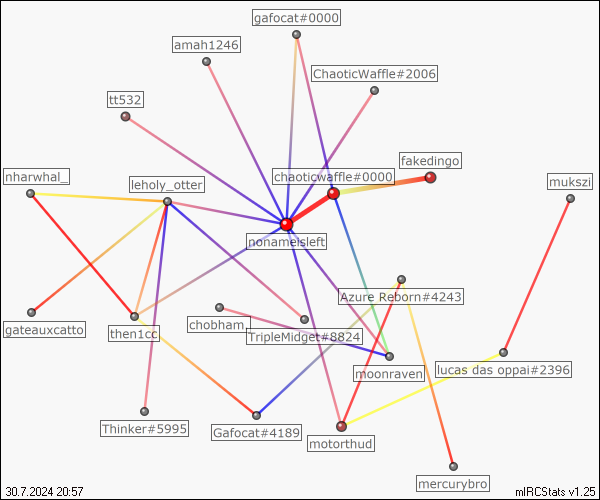 gafocat#0000
amah1246
ChaoticWaffle#2006
tt532
fakedingo
chaoticwaffle#0000
nharwhal_
leholy_otter
mukszi
nonameisleft
Azure Reborn#4243
gateauxcatto
then1cc
chobham_
TripleMidget#8824
moonraven
lucas das oppai#2396
Thinker#5995
Gafocat#4189
motorthud
mercurybro
30.7.2024 20:57
mIRCStats v1.25